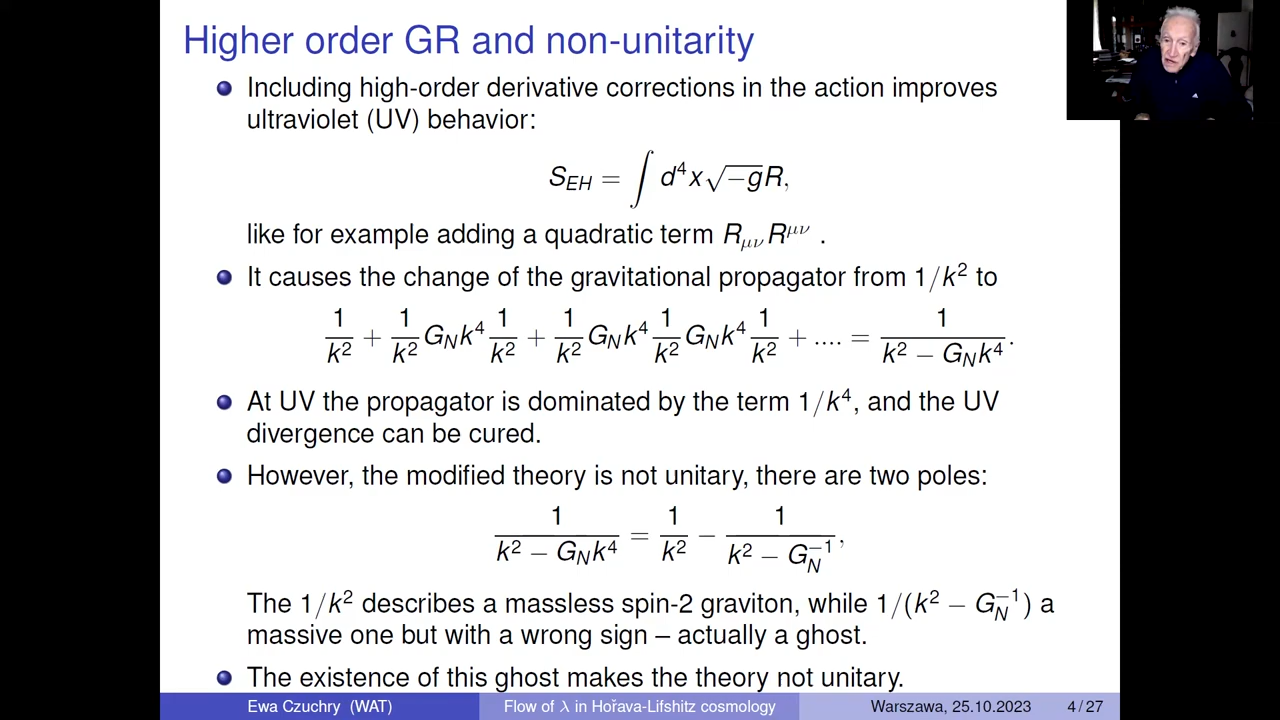 Higher order GR and non-unitarity
Including high-order derivative corrections in the action improves
ultraviolet (UV) behavior:
S_{EH} = ∫ d^4x√−g R,
like for example adding a quadratic term R_{μν}R^{μν} .
It causes the change of the gravitational propagator from 1/k^2 to
1/k^2 + 1/k^2 G_N k^4 1/k^2 + 1/k^2 G_N k^4 1/k^2 G_N k^4 1/k^2 + .... = 1/(k^2 − G_N k^4).
At UV the propagator is dominated by the term 1/k^4, and the UV
divergence can be cured.
However, the modified theory is not unitary, there are two poles:
1/(k^2 − G_N k^4) = 1/k^2 − 1/(k^2 − G_N^{−1}),
The 1/k^2 describes a massless spin-2 graviton, while 1/(k^2 − G_N^{−1}) a
massive one but with a wrong sign – actually a ghost.
The existence of this ghost makes the theory not unitary.
Ewa Czuchry (WAT) Flow of λ in Hořava-Lifshitz cosmology Warszawa, 25.10.2023 4/27